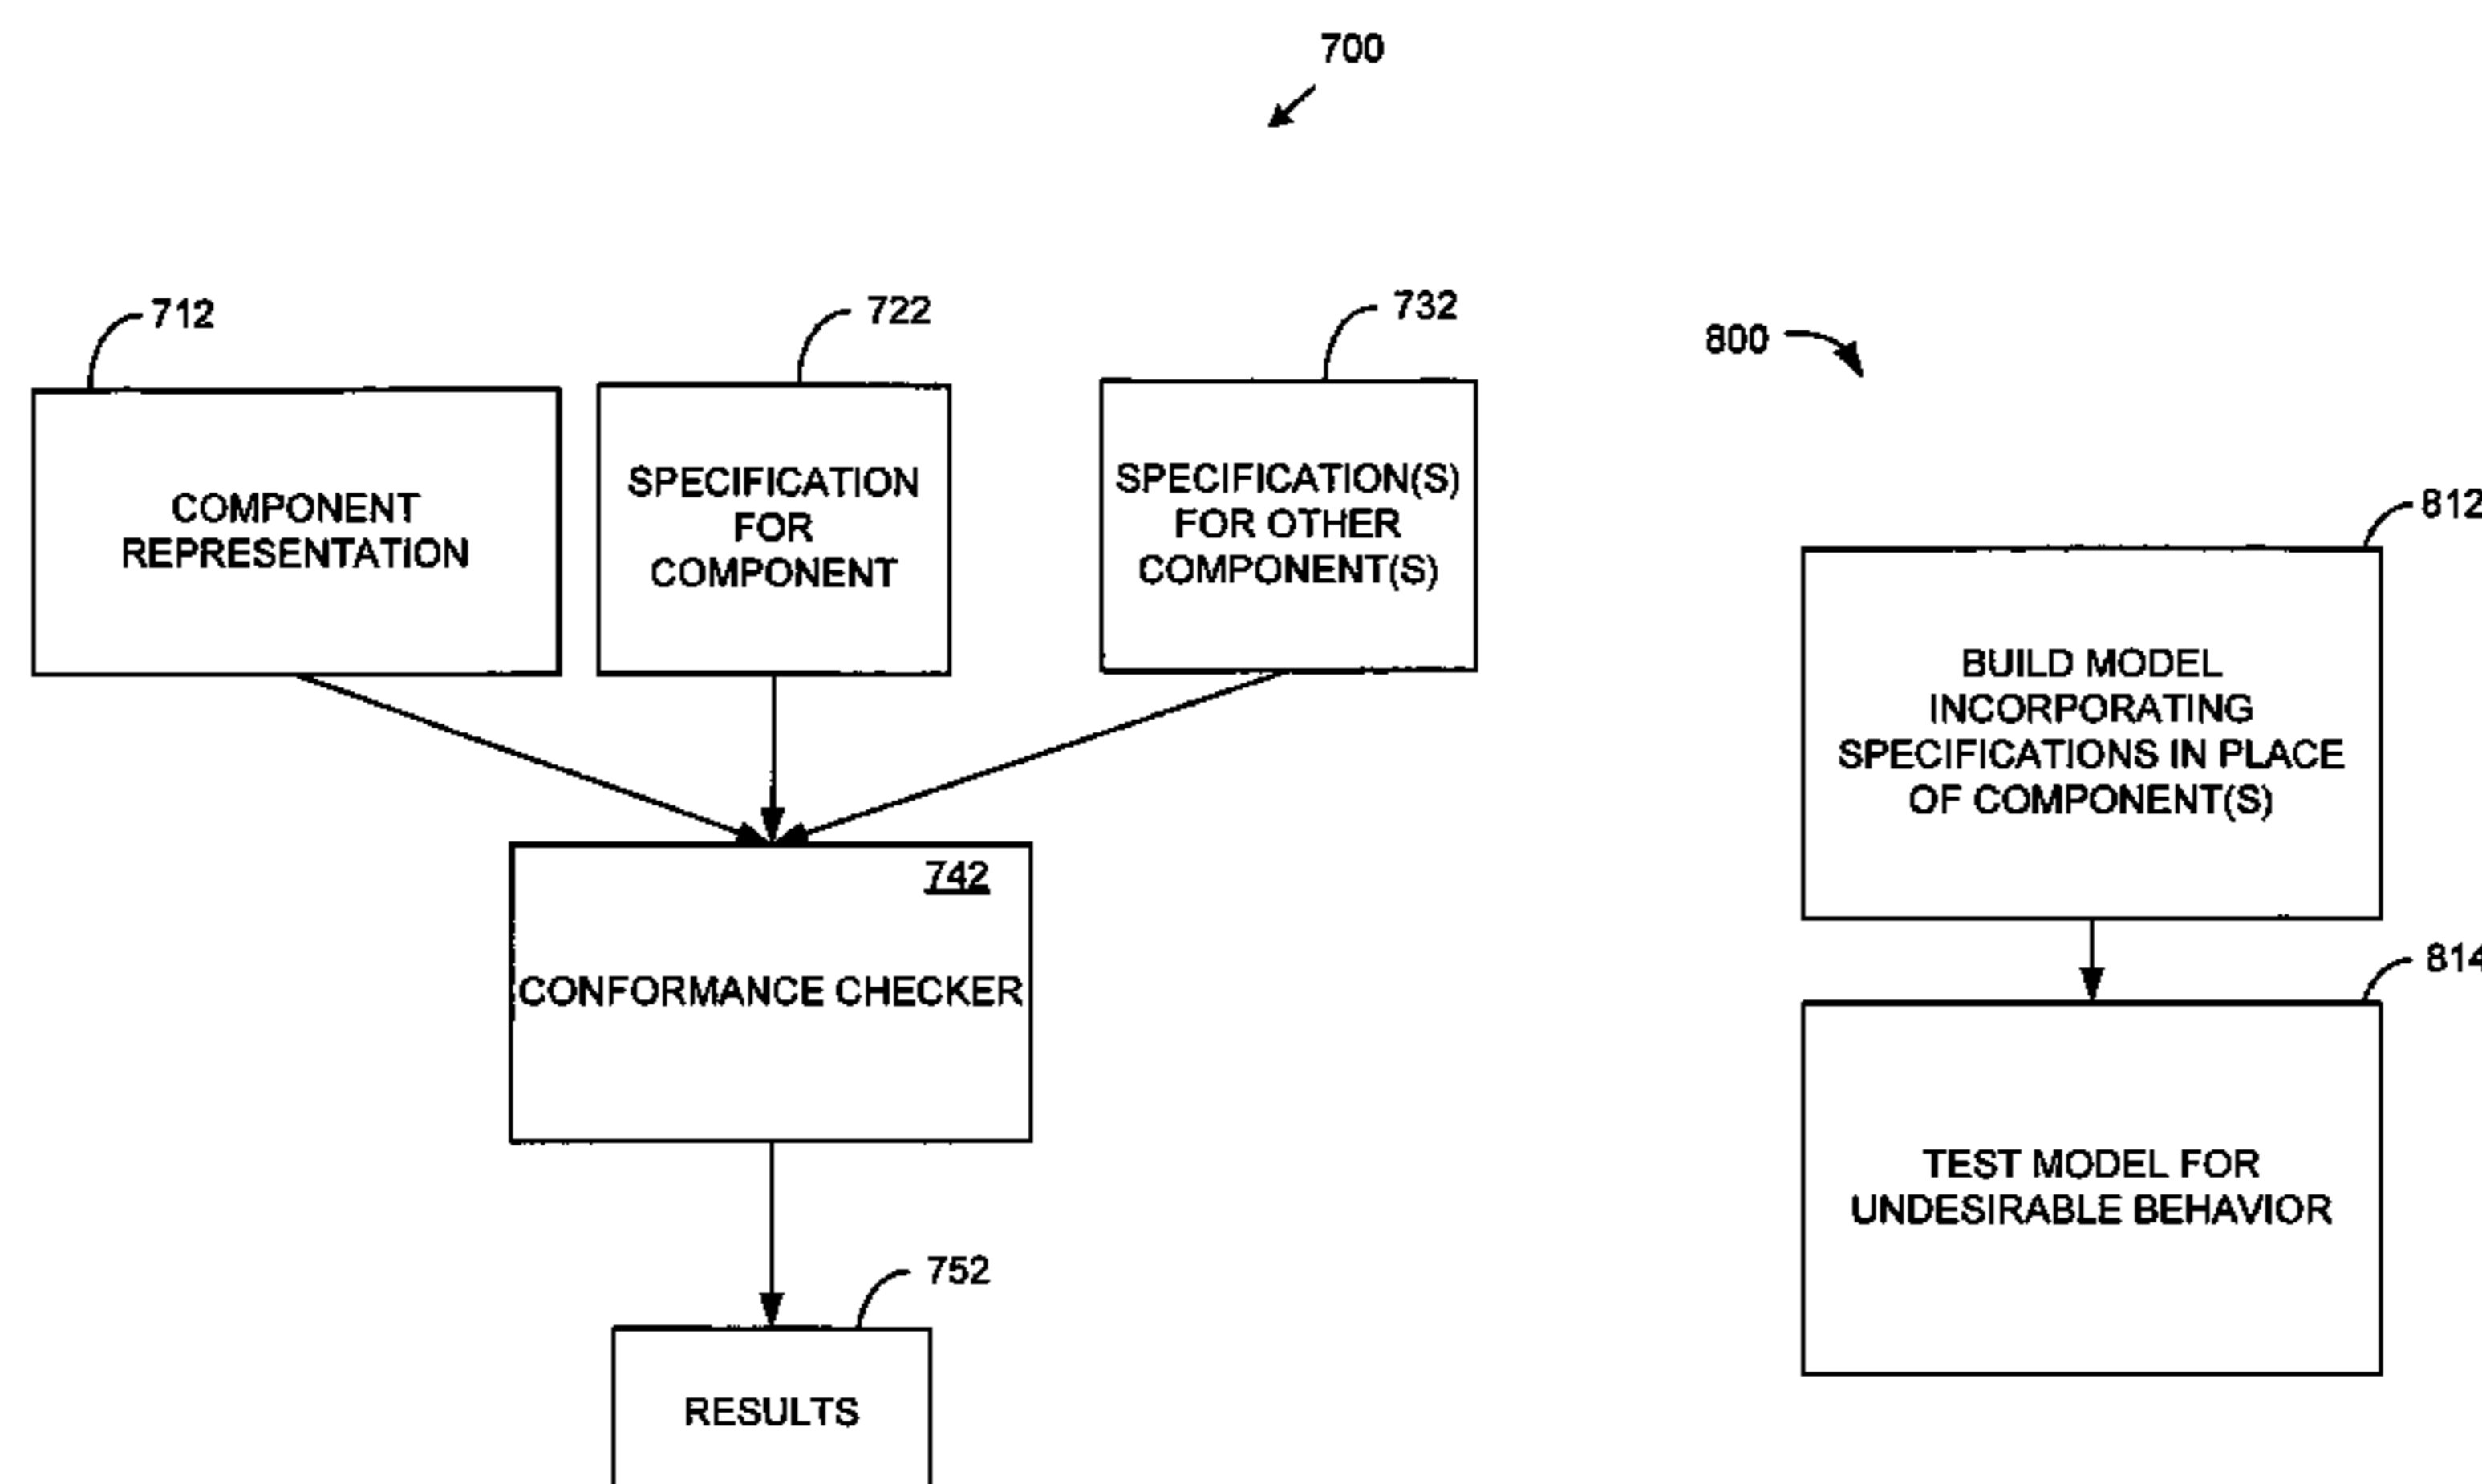 700
712
COMPONENT
REPRESENTATION
722
SPECIFICATION
FOR
COMPONENT
732
SPECIFICATION(S)
FOR OTHER
COMPONENT(S)
742
CONFORMANCE CHECKER
752
RESULTS
800
812
BUILD MODEL
INCORPORATING
SPECIFICATIONS IN PLACE
OF COMPONENT(S)
814
TEST MODEL FOR
UNDESIRABLE BEHAVIOR